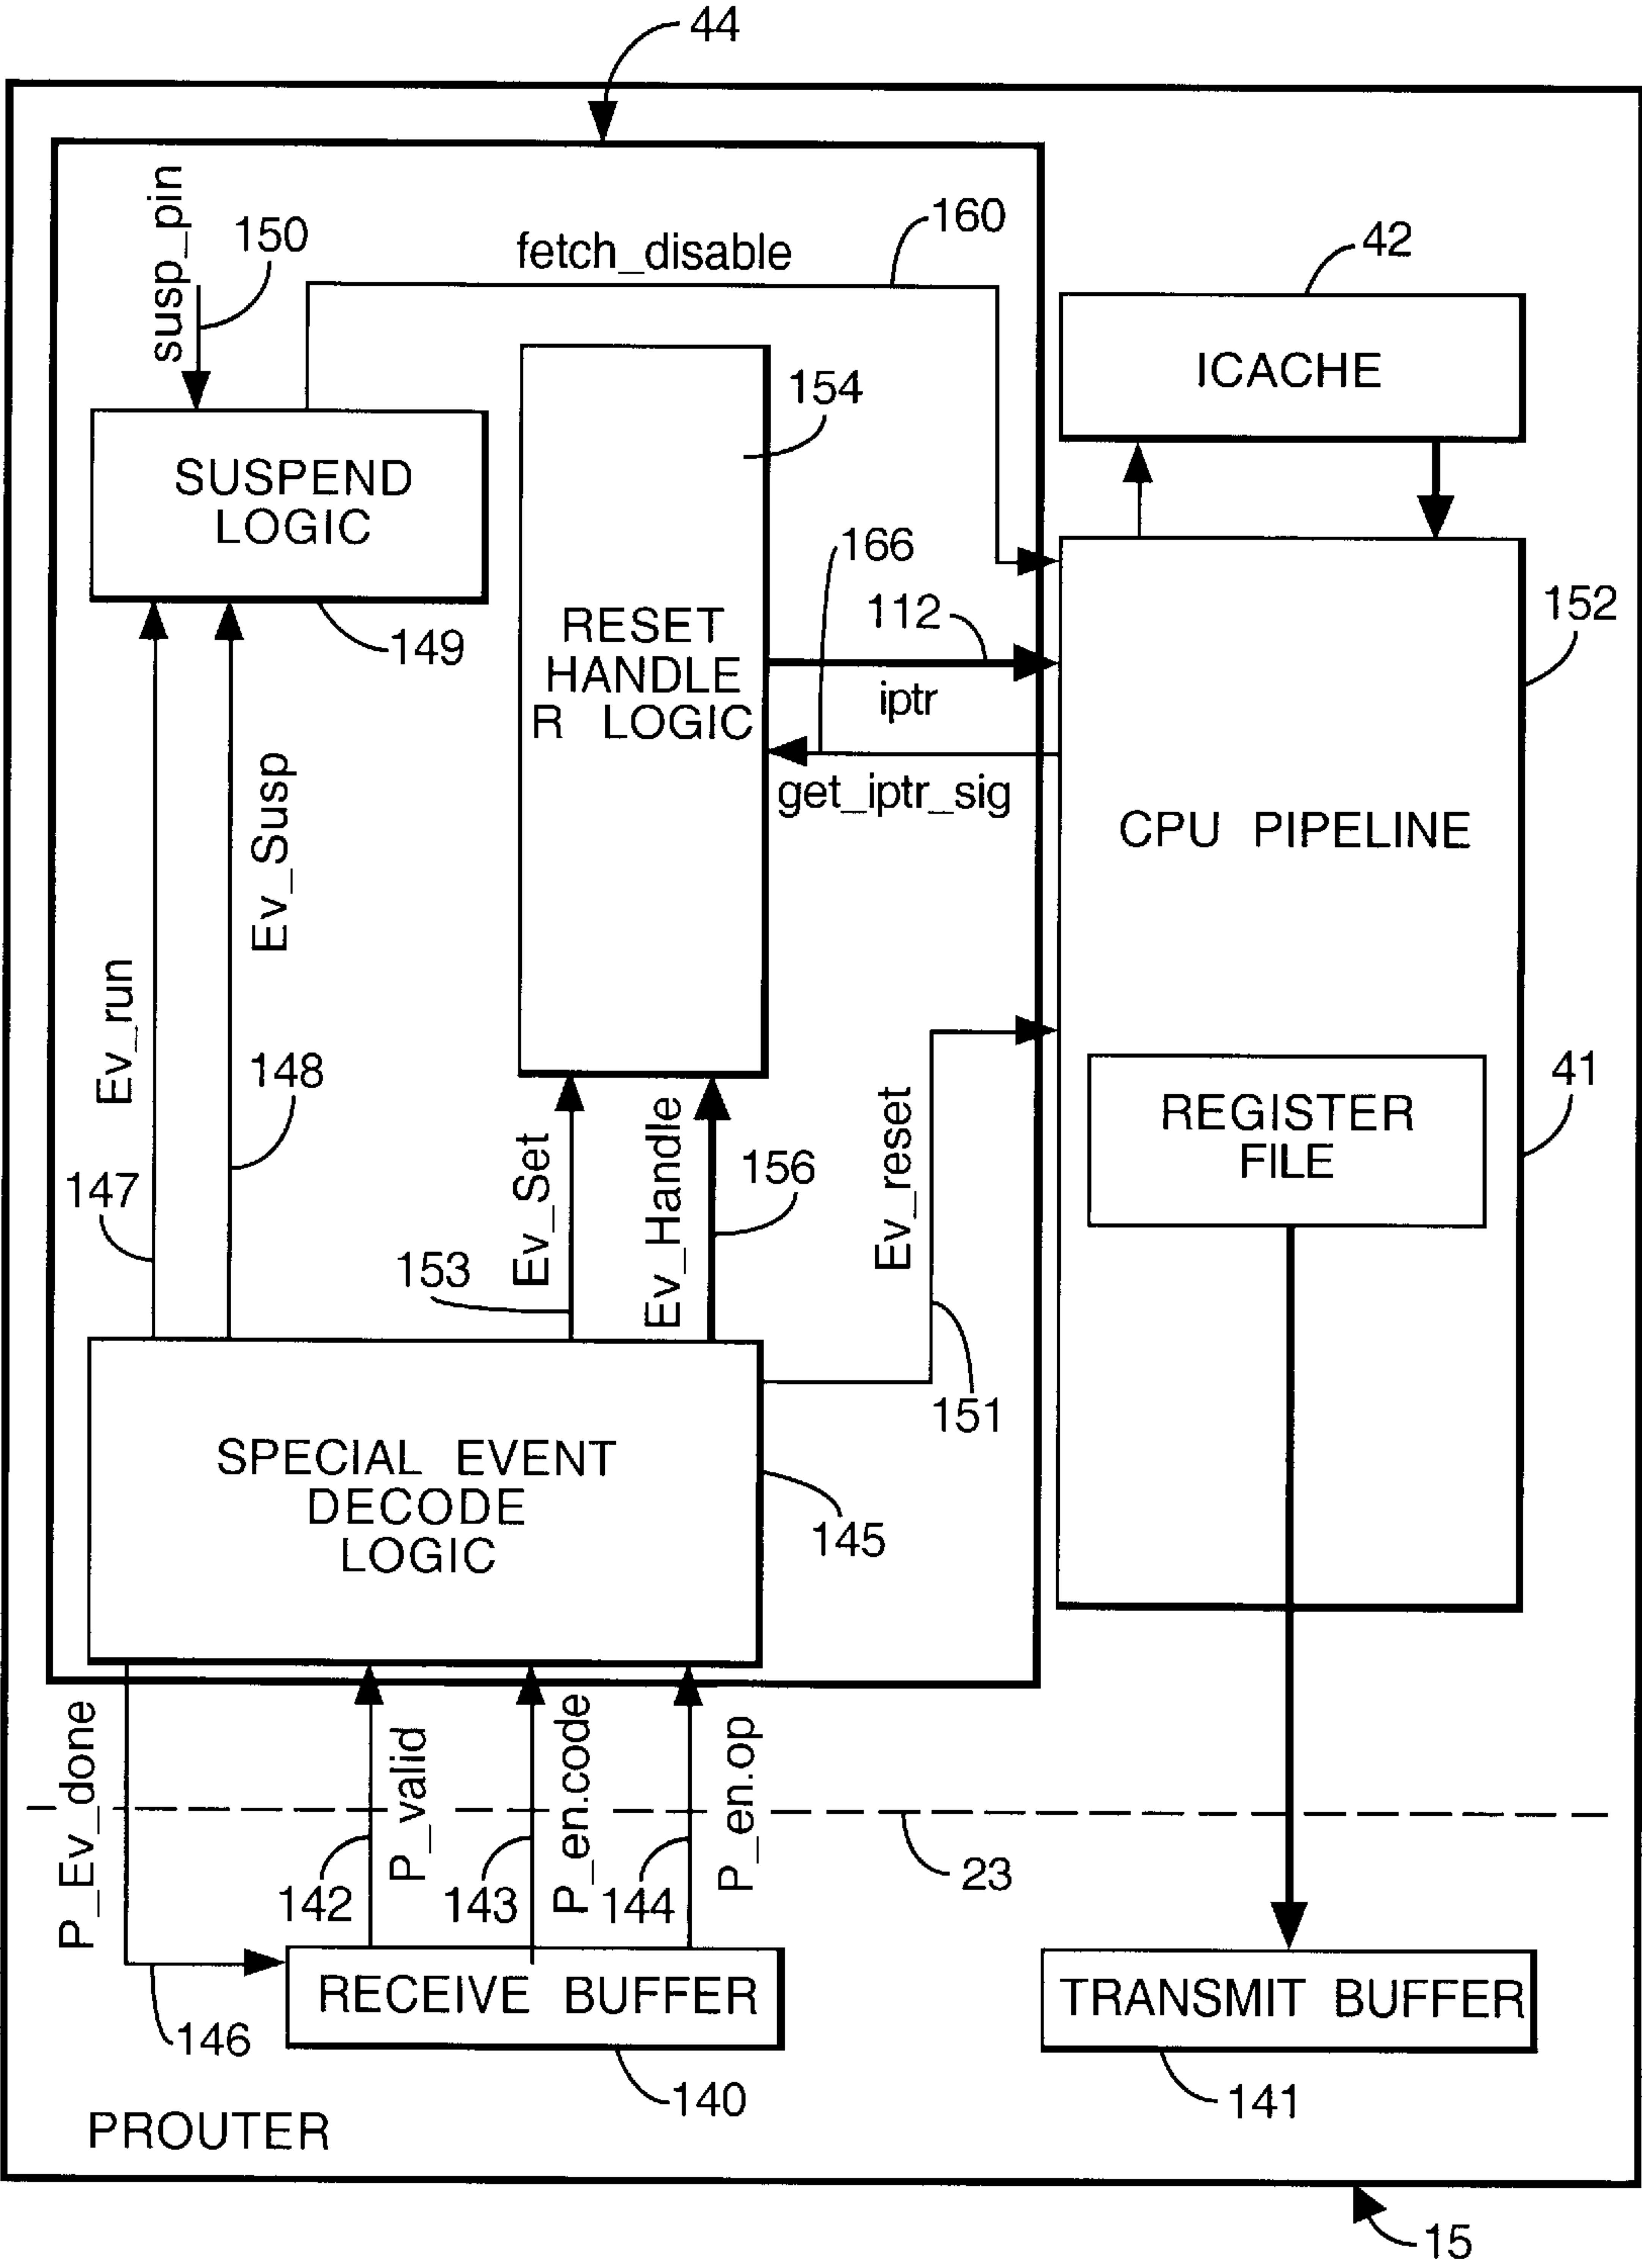 44
susp_pin
150
fetch_disable
160
42
ICACHE
154
SUSPEND
LOGIC
149
166
112
152
RESET
HANDLE
R LOGIC
iptr
get_iptr_sig
CPU PIPELINE
Ev_run
Ev_Susp
148
147
Ev_Set
153
Ev_Handle
156
Ev_reset
151
41
REGISTER
FILE
SPECIAL EVENT
DECODE
LOGIC
145
P_Ev_done
P_valid
P_en.code
P_en.op
142
143
144
23
146
RECEIVE BUFFER
140
TRANSMIT BUFFER
141
PROUTER
15